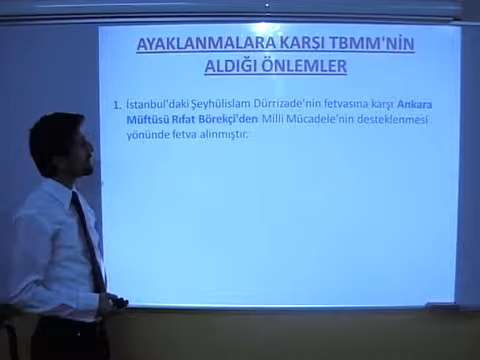 AYAKLANMALARA KARŞI TBMM'NİN
ALDIĞI ÖNLEMLER
1. İstanbul'daki Şeyhülislam Dürrizade'nin fetvasına karşı Ankara
Müftüsü Rıfat Börekçi'den Milli Mücadele'nin desteklenmesi
yönünde fetva alınmıştır.